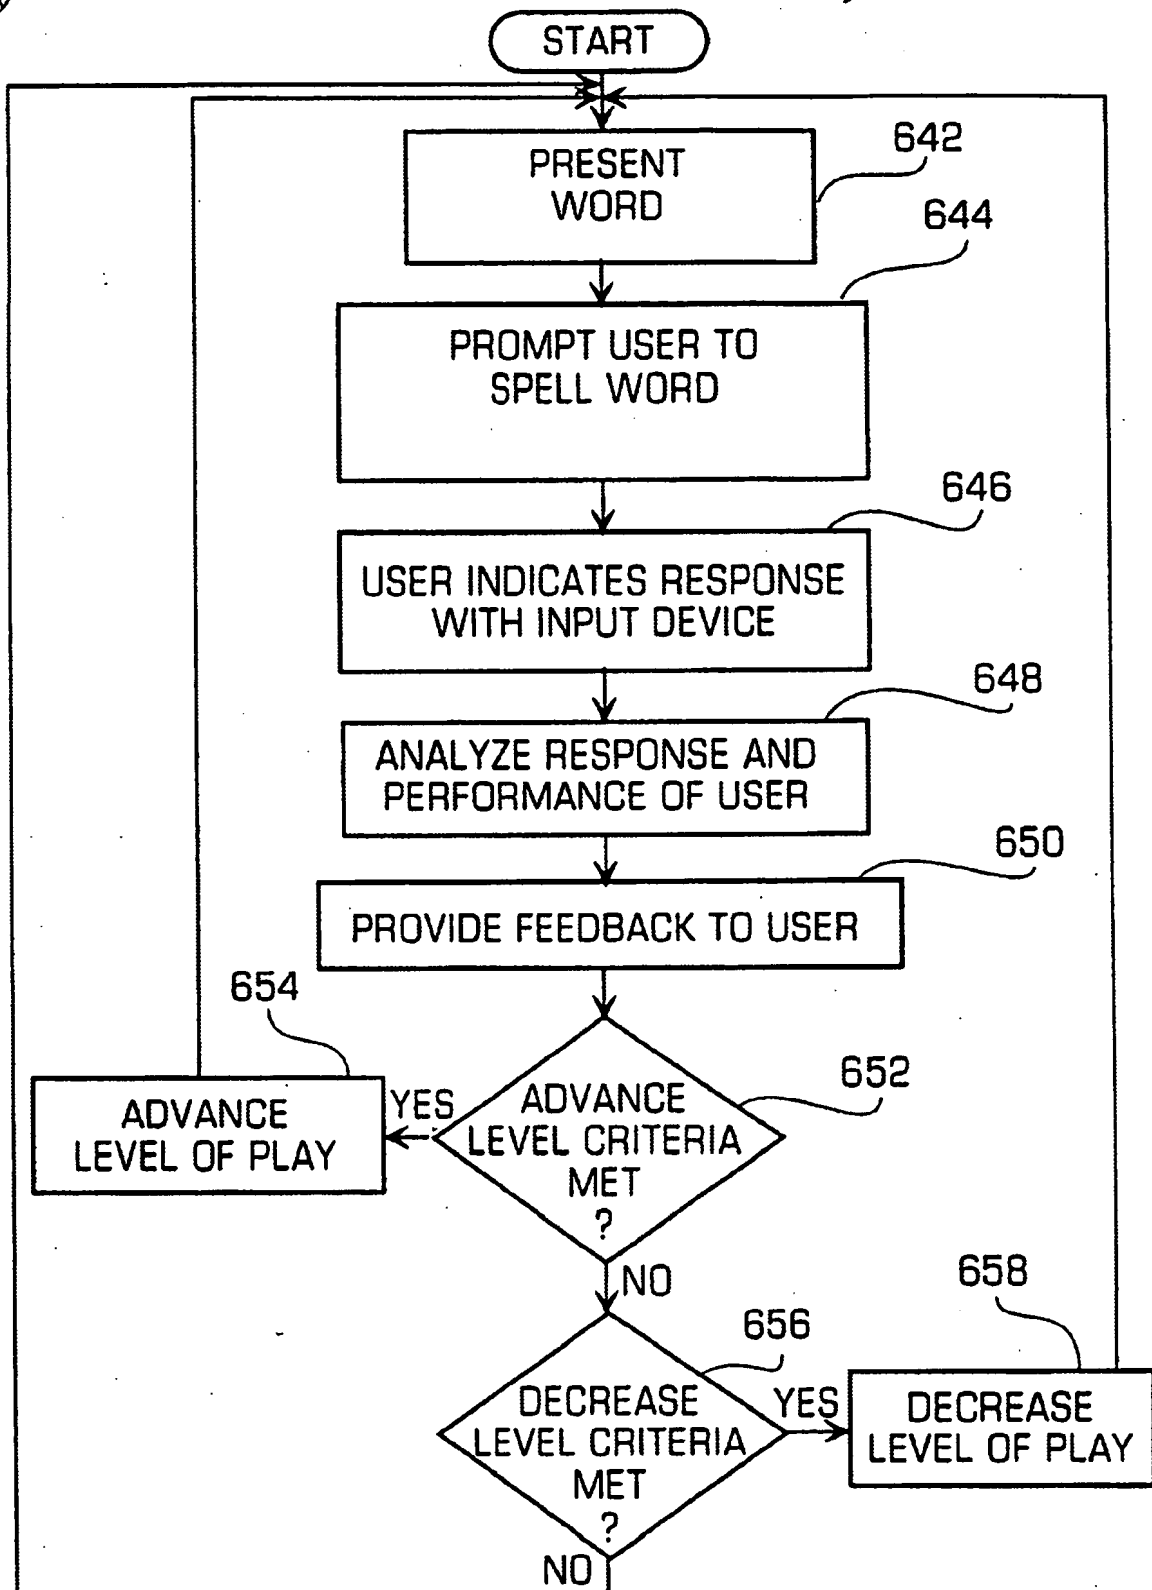 START
PRESENT
WORD
642
PROMPT USER TO
SPELL WORD
644
USER INDICATES RESPONSE
WITH INPUT DEVICE
646
ANALYZE RESPONSE AND
PERFORMANCE OF USER
648
PROVIDE FEEDBACK TO USER
650
ADVANCE
LEVEL CRITERIA
MET
?
652
YES
ADVANCE
LEVEL OF PLAY
654
NO
DECREASE
LEVEL CRITERIA
MET
?
656
YES
DECREASE
LEVEL OF PLAY
658
NO